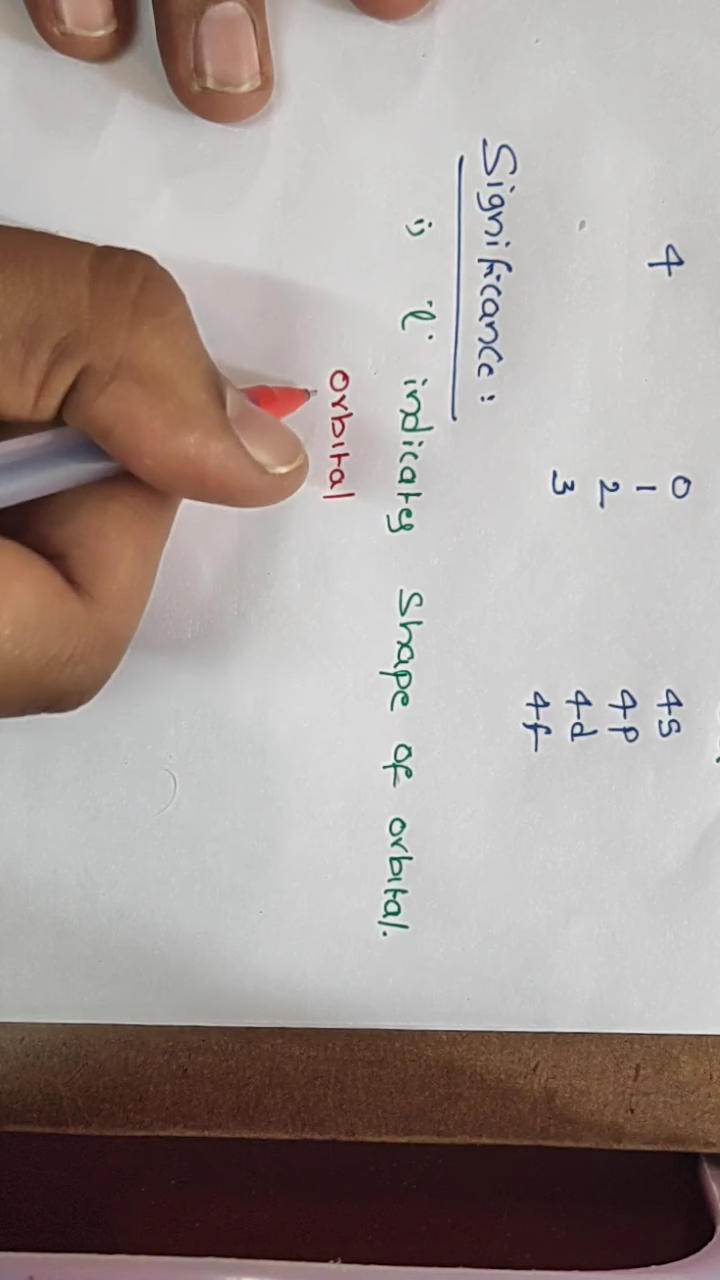 4 0 4s
1 4p
2 4d
3 4f
Significance:
i) 'l' indicates Shape of orbital.
orbital